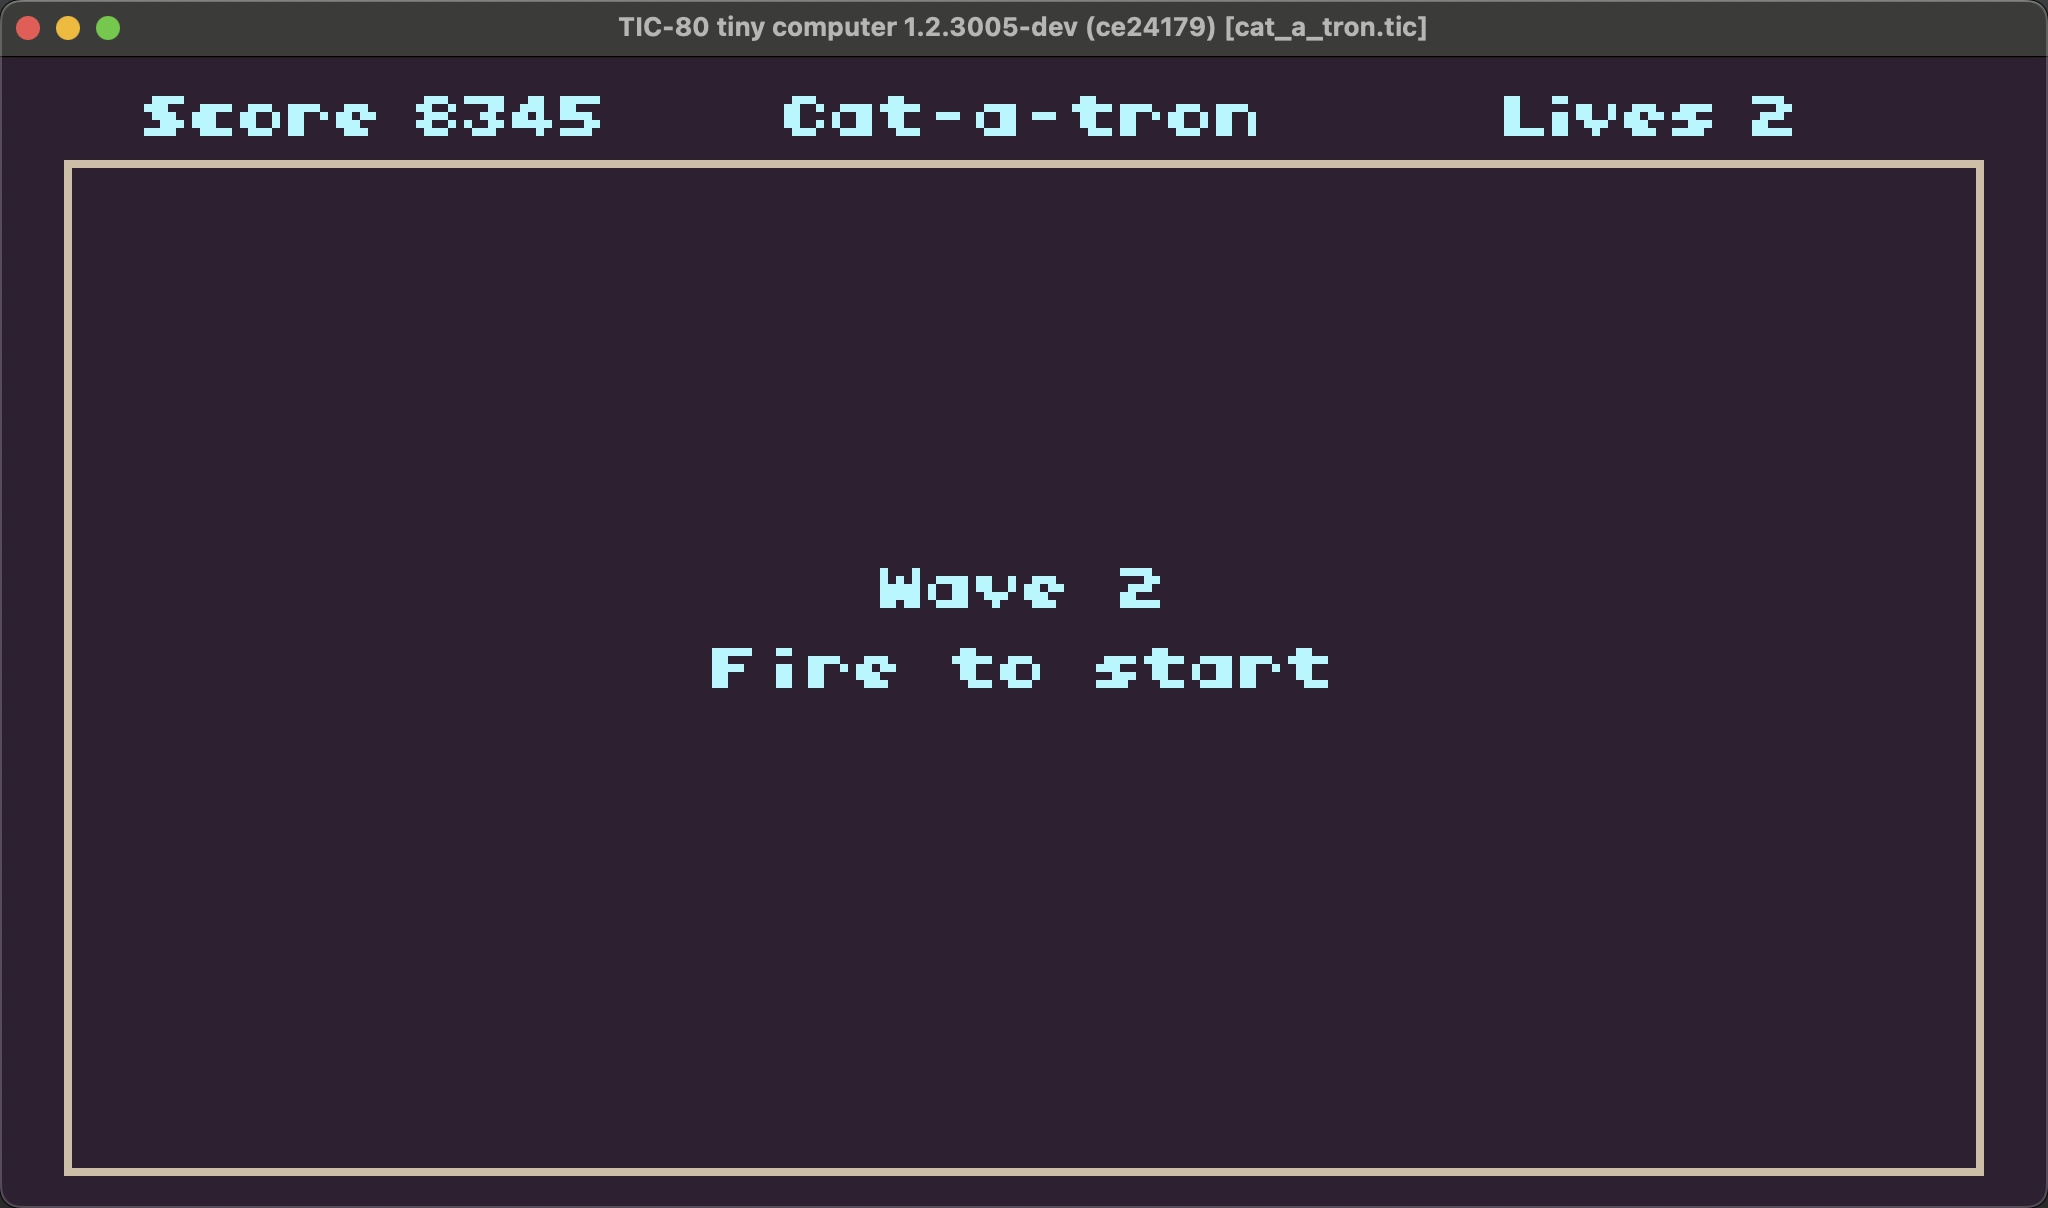 TIC-80 tiny computer 1.2.3005-dev (ce24179) [cat_a_tron.tic]
Score 8345 Cat-a-tron Lives 2
Wave 2
Fire to start